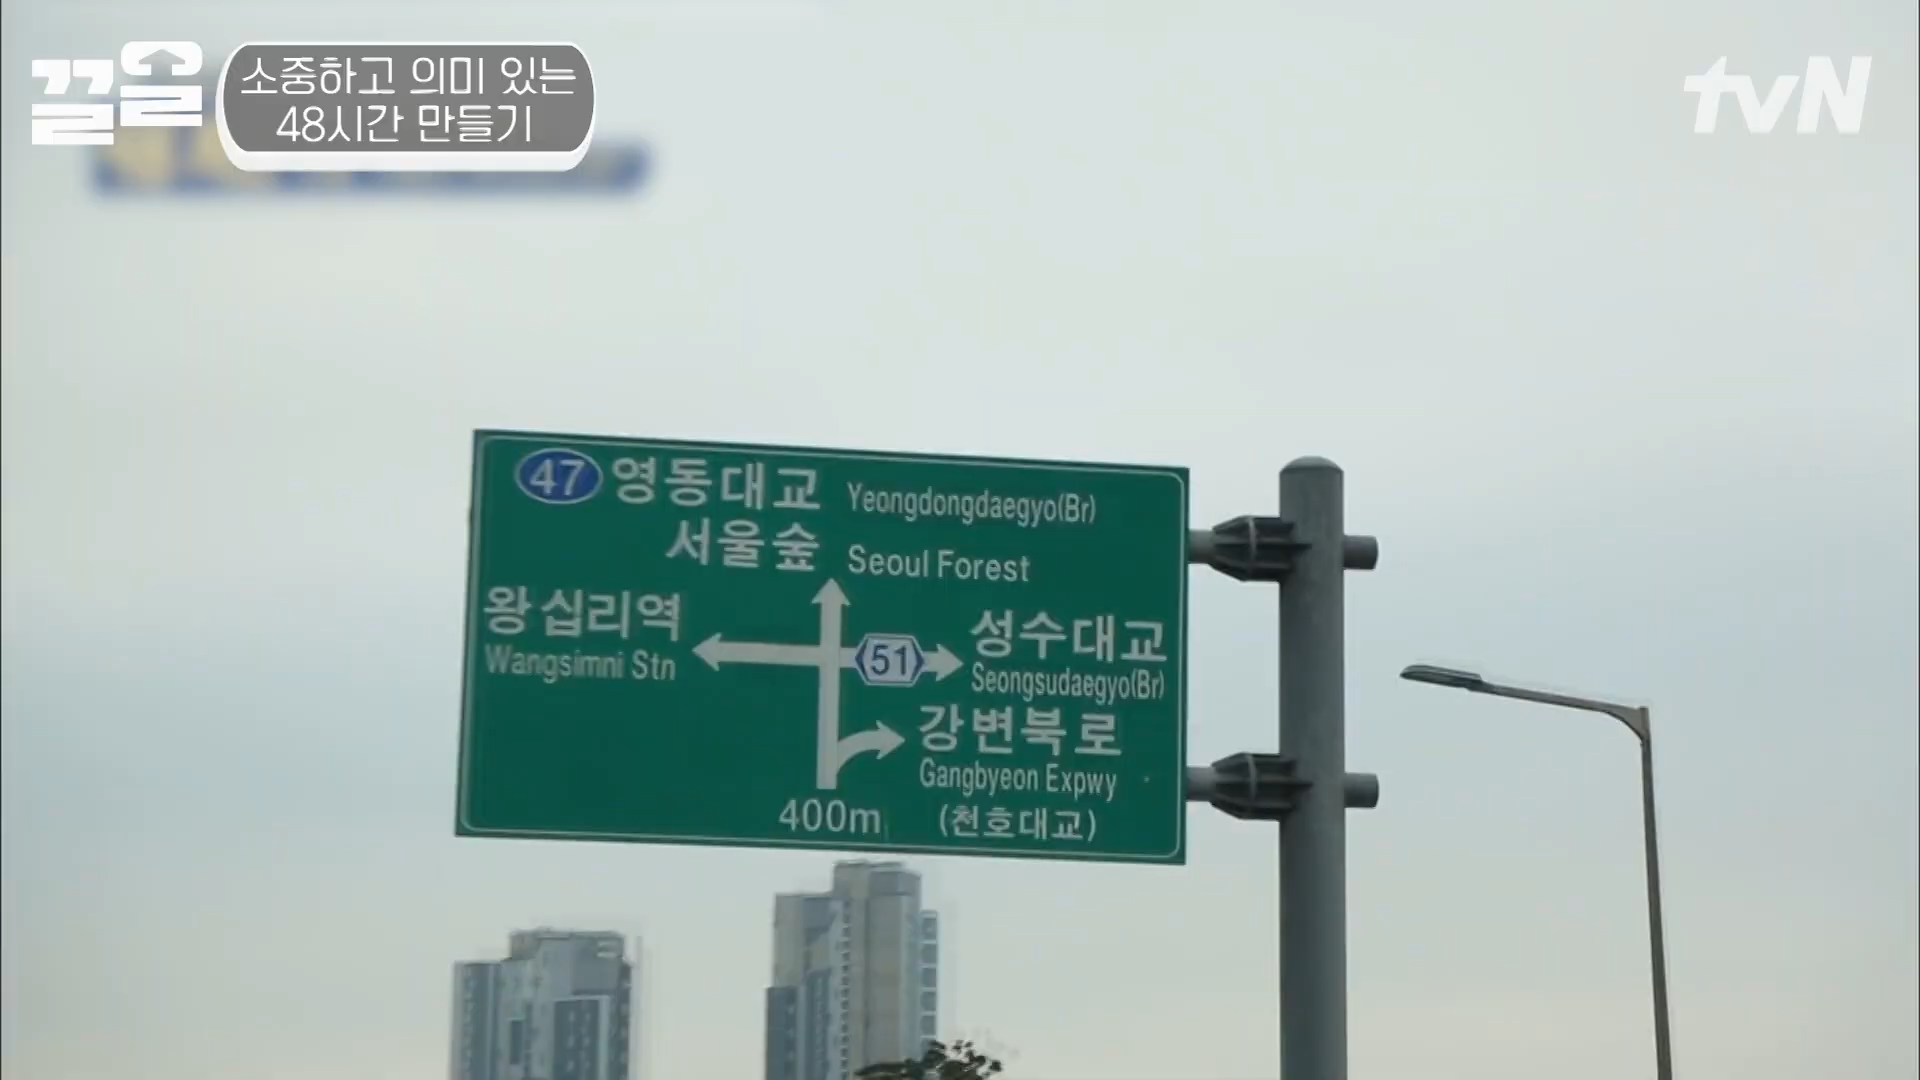 끌올
소중하고 의미 있는
48시간 만들기
tvN
47 영동대교 Yeongdongdaegyo(Br)
서울숲 Seoul Forest
왕십리역
Wangsimni Stn
51 성수대교
Seongsudaegyo(Br)
강변북로
Gangbyeon Expwy
400m (천호대교)